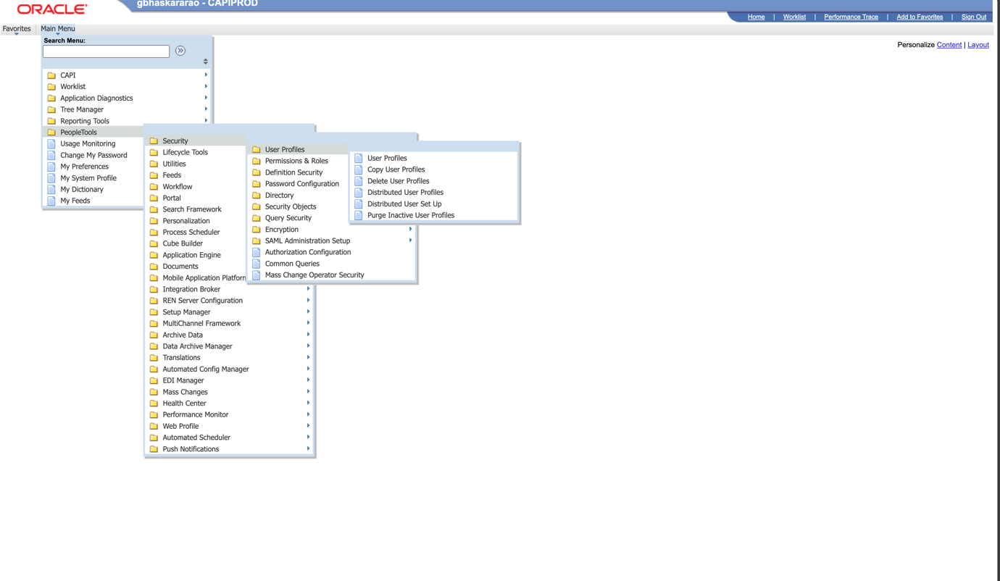 ORACLE
gbhaskararao - CAPIPROD
Home | Worklist | Performance Trace | Add to Favorites | Sign Out
Favorites Main Menu
Personalize Content | Layout
Search Menu:
CAPI
Worklist
Application Diagnostics
Tree Manager
Reporting Tools
PeopleTools
Usage Monitoring
Change My Password
My Preferences
My System Profile
My Dictionary
My Feeds
Security
Lifecycle Tools
Utilities
Feeds
Workflow
Portal
Search Framework
Personalization
Process Scheduler
Cube Builder
Application Engine
Documents
Mobile Application Platform
Integration Broker
REN Server Configuration
Setup Manager
MultiChannel Framework
Archive Data
Data Archive Manager
Translations
Automated Config Manager
EDI Manager
Mass Changes
Health Center
Performance Monitor
Web Profile
Automated Scheduler
Push Notifications
User Profiles
Permissions & Roles
Definition Security
Password Configuration
Directory
Security Objects
Query Security
Encryption
SAML Administration Setup
Authorization Configuration
Common Queries
Mass Change Operator Security
User Profiles
Copy User Profiles
Delete User Profiles
Distributed User Profiles
Distributed User Set Up
Purge Inactive User Profiles